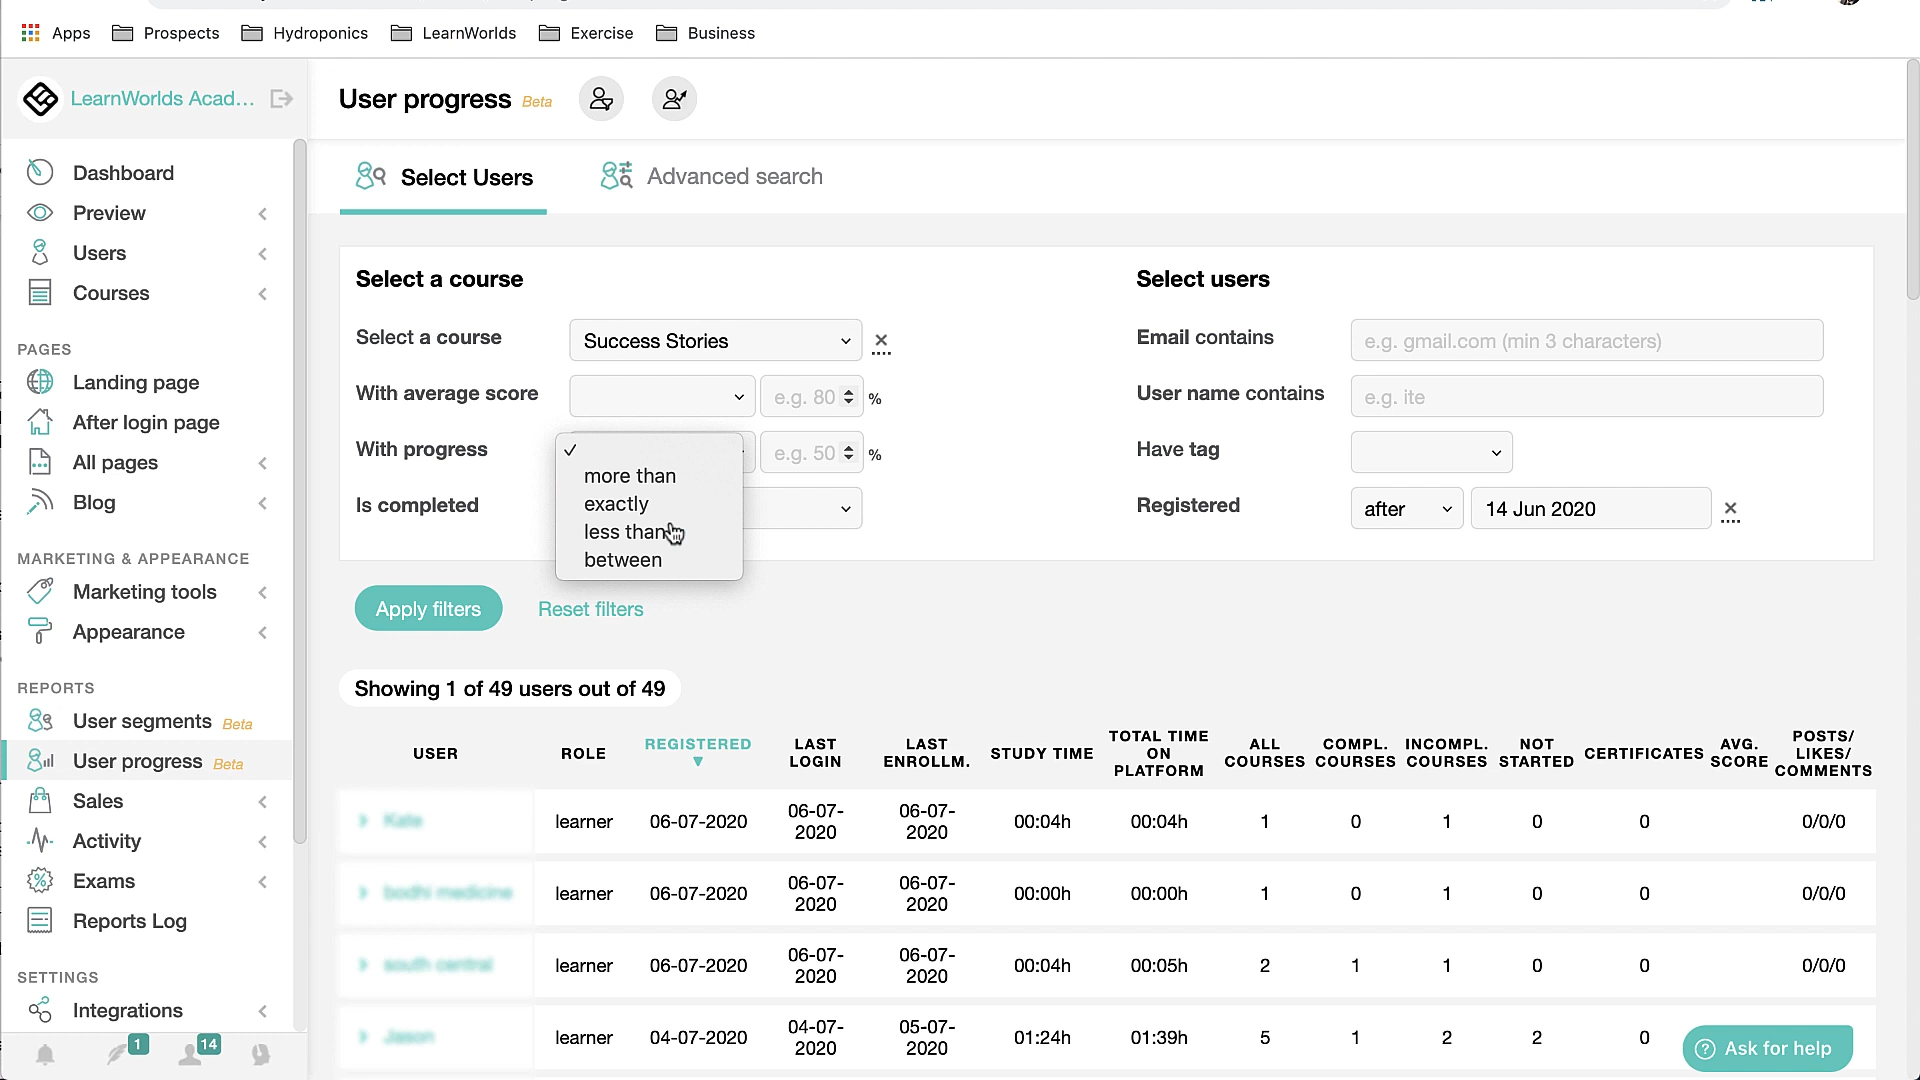 Apps
Prospects
Hydroponics
LearnWorlds
Exercise
Business
LearnWorlds Acad...
User progress Beta
Dashboard
Preview
Users
Courses
PAGES
Landing page
After login page
All pages
Blog
MARKETING & APPEARANCE
Marketing tools
Appearance
REPORTS
User segments Beta
User progress Beta
Sales
Activity
Exams
Reports Log
SETTINGS
Integrations
1
14
Select Users
Advanced search
Select a course
Select a course
Success Stories
With average score
e.g. 80
%
With progress
e.g. 50
%
more than
exactly
less than
between
Is completed
Select users
Email contains
e.g. gmail.com (min 3 characters)
User name contains
e.g. ite
Have tag
Registered
after
14 Jun 2020
Apply filters
Reset filters
Showing 1 of 49 users out of 49
USER ROLE REGISTERED LAST LOGIN LAST ENROLLM. STUDY TIME TOTAL TIME ON PLATFORM ALL COURSES COMPL. COURSES INCOMPL. COURSES NOT STARTED CERTIFICATES AVG. SCORE POSTS/ LIKES/ COMMENTS
Kate learner 06-07-2020 06-07-2020 06-07-2020 00:04h 00:04h 1 0 1 0 0 0/0/0
bodhi medicine learner 06-07-2020 06-07-2020 06-07-2020 00:00h 00:00h 1 0 1 0 0 0/0/0
south central learner 06-07-2020 06-07-2020 06-07-2020 00:04h 00:05h 2 1 1 0 0 0/0/0
Jason learner 04-07-2020 04-07-2020 05-07-2020 01:24h 01:39h 5 1 2 2 0
Ask for help